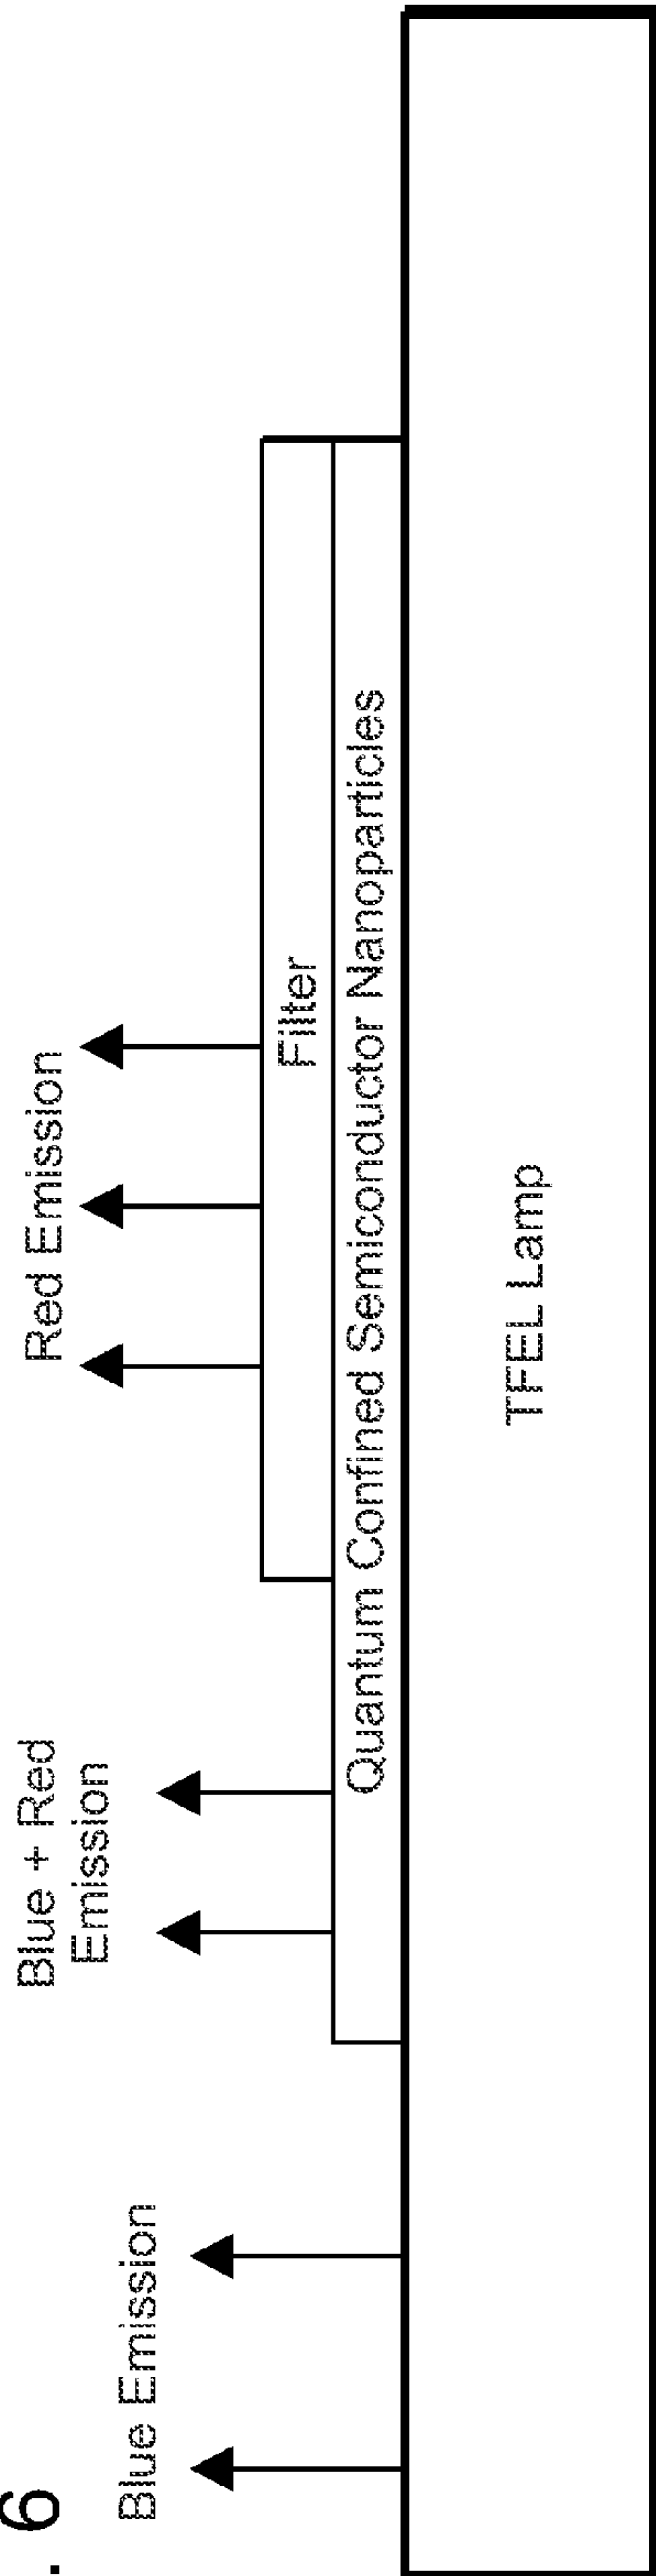 . 6
Blue Emission
Blue + Red
Emission
Red Emission
Filter
Quantum Confined Semiconductor Nanoparticles
TFEL Lamp